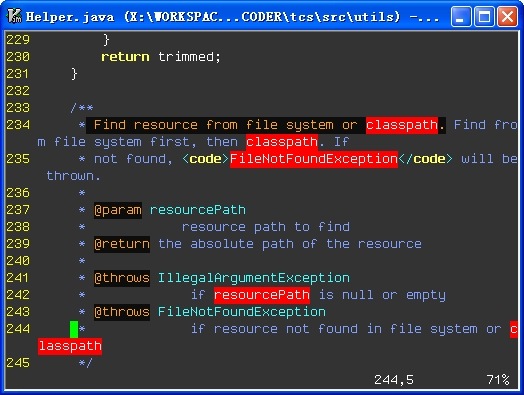 Helper.java (X:\WORKSPAC...CODER\tcs\src\utils) -...
229         }
230         return trimmed;
231     }
232
233     /**
234      * Find resource from file system or classpath. Find fro
m file system first, then classpath. If
235      * not found, <code>FileNotFoundException</code> will be
 thrown.
236      *
237      * @param resourcePath
238      *            resource path to find
239      * @return the absolute path of the resource
240      *
241      * @throws IllegalArgumentException
242      *             if resourcePath is null or empty
243      * @throws FileNotFoundException
244      *             if resource not found in file system or c
lasspath
245      */
244,5 71%